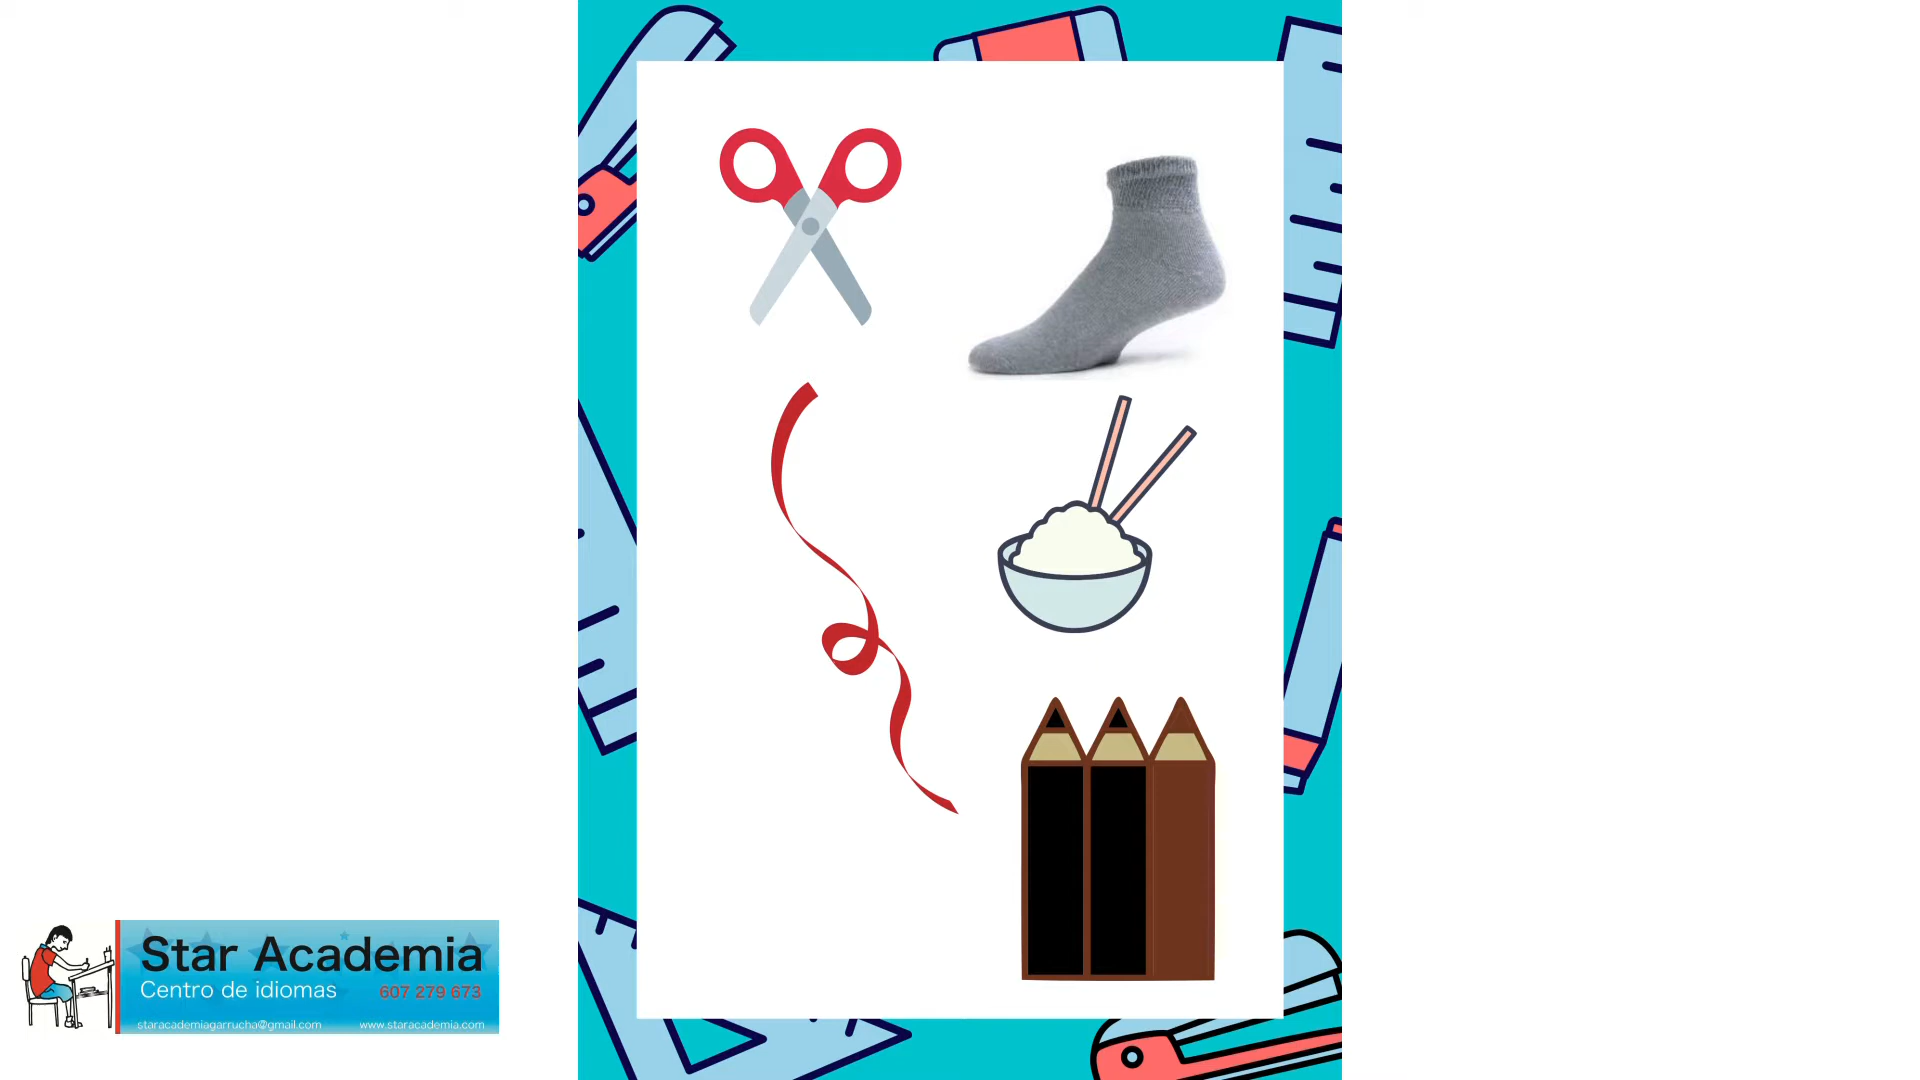 Star Academia
Centro de idiomas 607 279 673
staracademiagarrucha@gmail.com www.staracademia.com